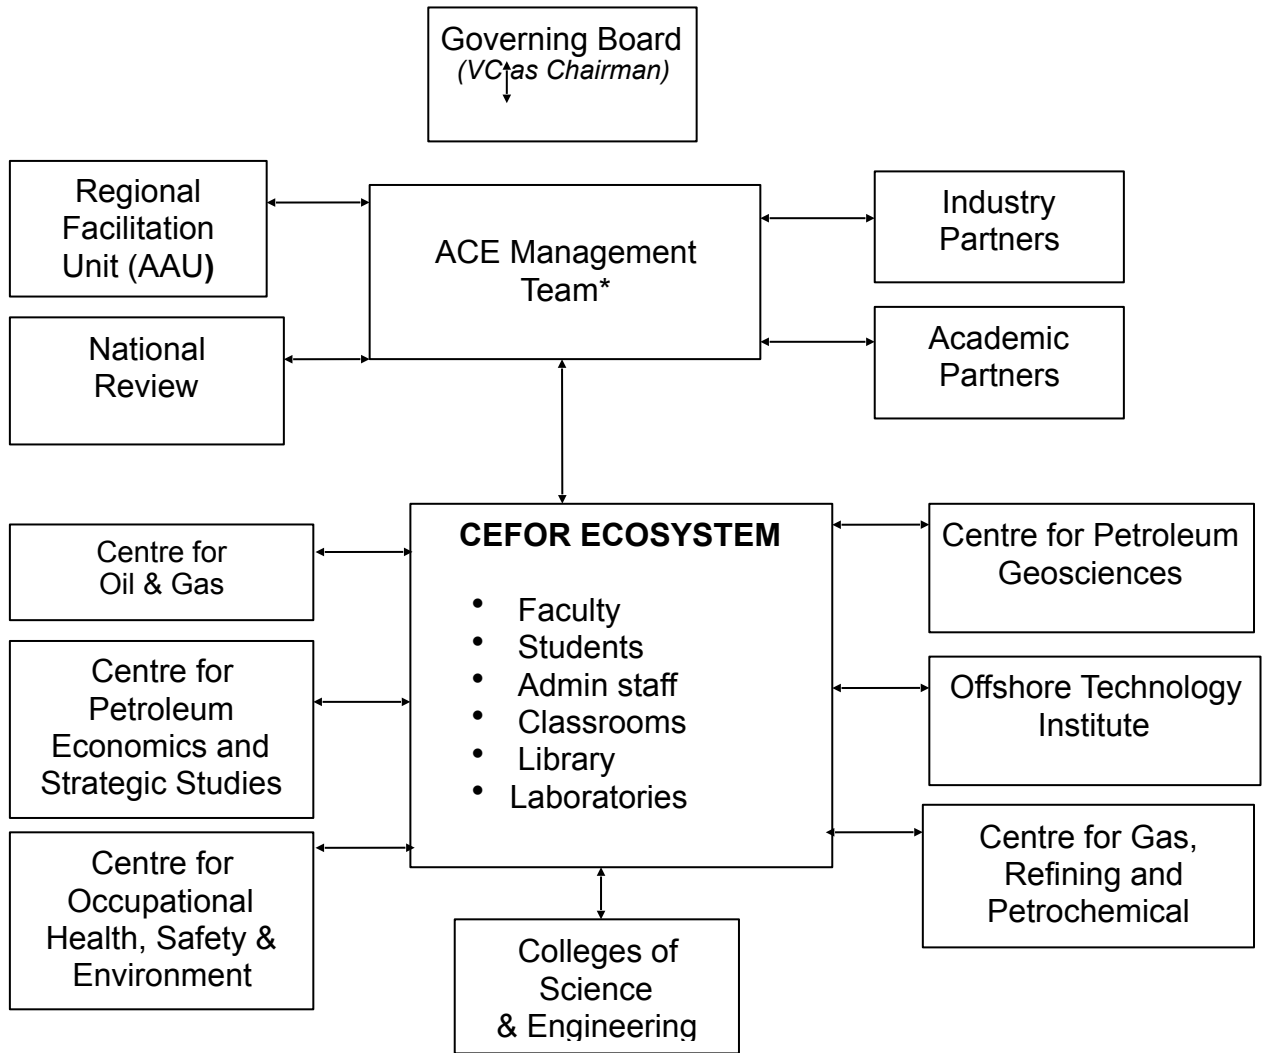 Governing Board
(VC as Chairman)
Regional
Facilitation
Unit (AAU)
ACE Management
Team*
Industry
Partners
National
Review
Academic
Partners
Centre for
Oil & Gas
CEFOR ECOSYSTEM
• Faculty
• Students
• Admin staff
• Classrooms
• Library
• Laboratories
Centre for Petroleum
Geosciences
Centre for
Petroleum
Economics and
Strategic Studies
Offshore Technology
Institute
Centre for
Occupational
Health, Safety &
Environment
Centre for Gas,
Refining and
Petrochemical
Colleges of
Science
& Engineering